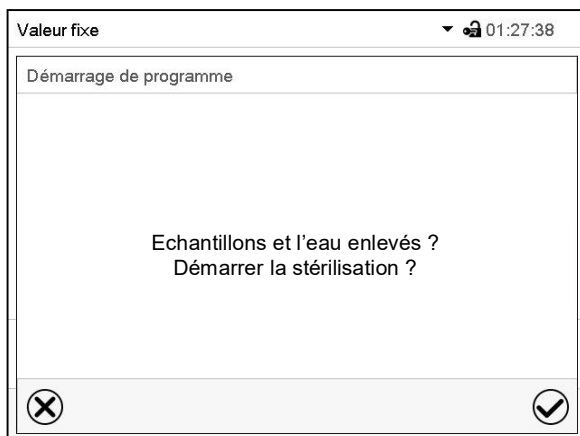 Valeur fixe 01:27:38
Démarrage de programme
Echantillons et l'eau enlevés ?
Démarrer la stérilisation ?